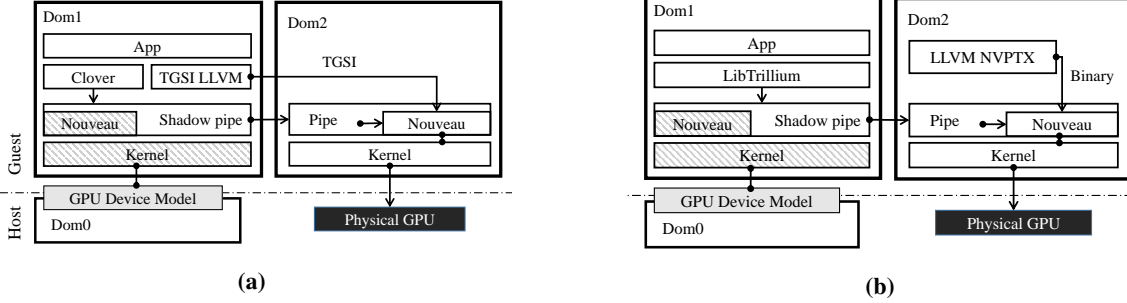 Dom1
App
Clover
TGSI LLVM
Nouveau
Shadow pipe
Kernel
GPU Device Model
Dom0
Guest
Host
Dom2
TGSI
Pipe
Nouveau
Kernel
Physical GPU
(a)
Dom1
App
LibTrillium
Nouveau
Shadow pipe
Kernel
GPU Device Model
Dom0
Dom2
LLVM NVPTX
Binary
Pipe
Nouveau
Kernel
Physical GPU
(b)